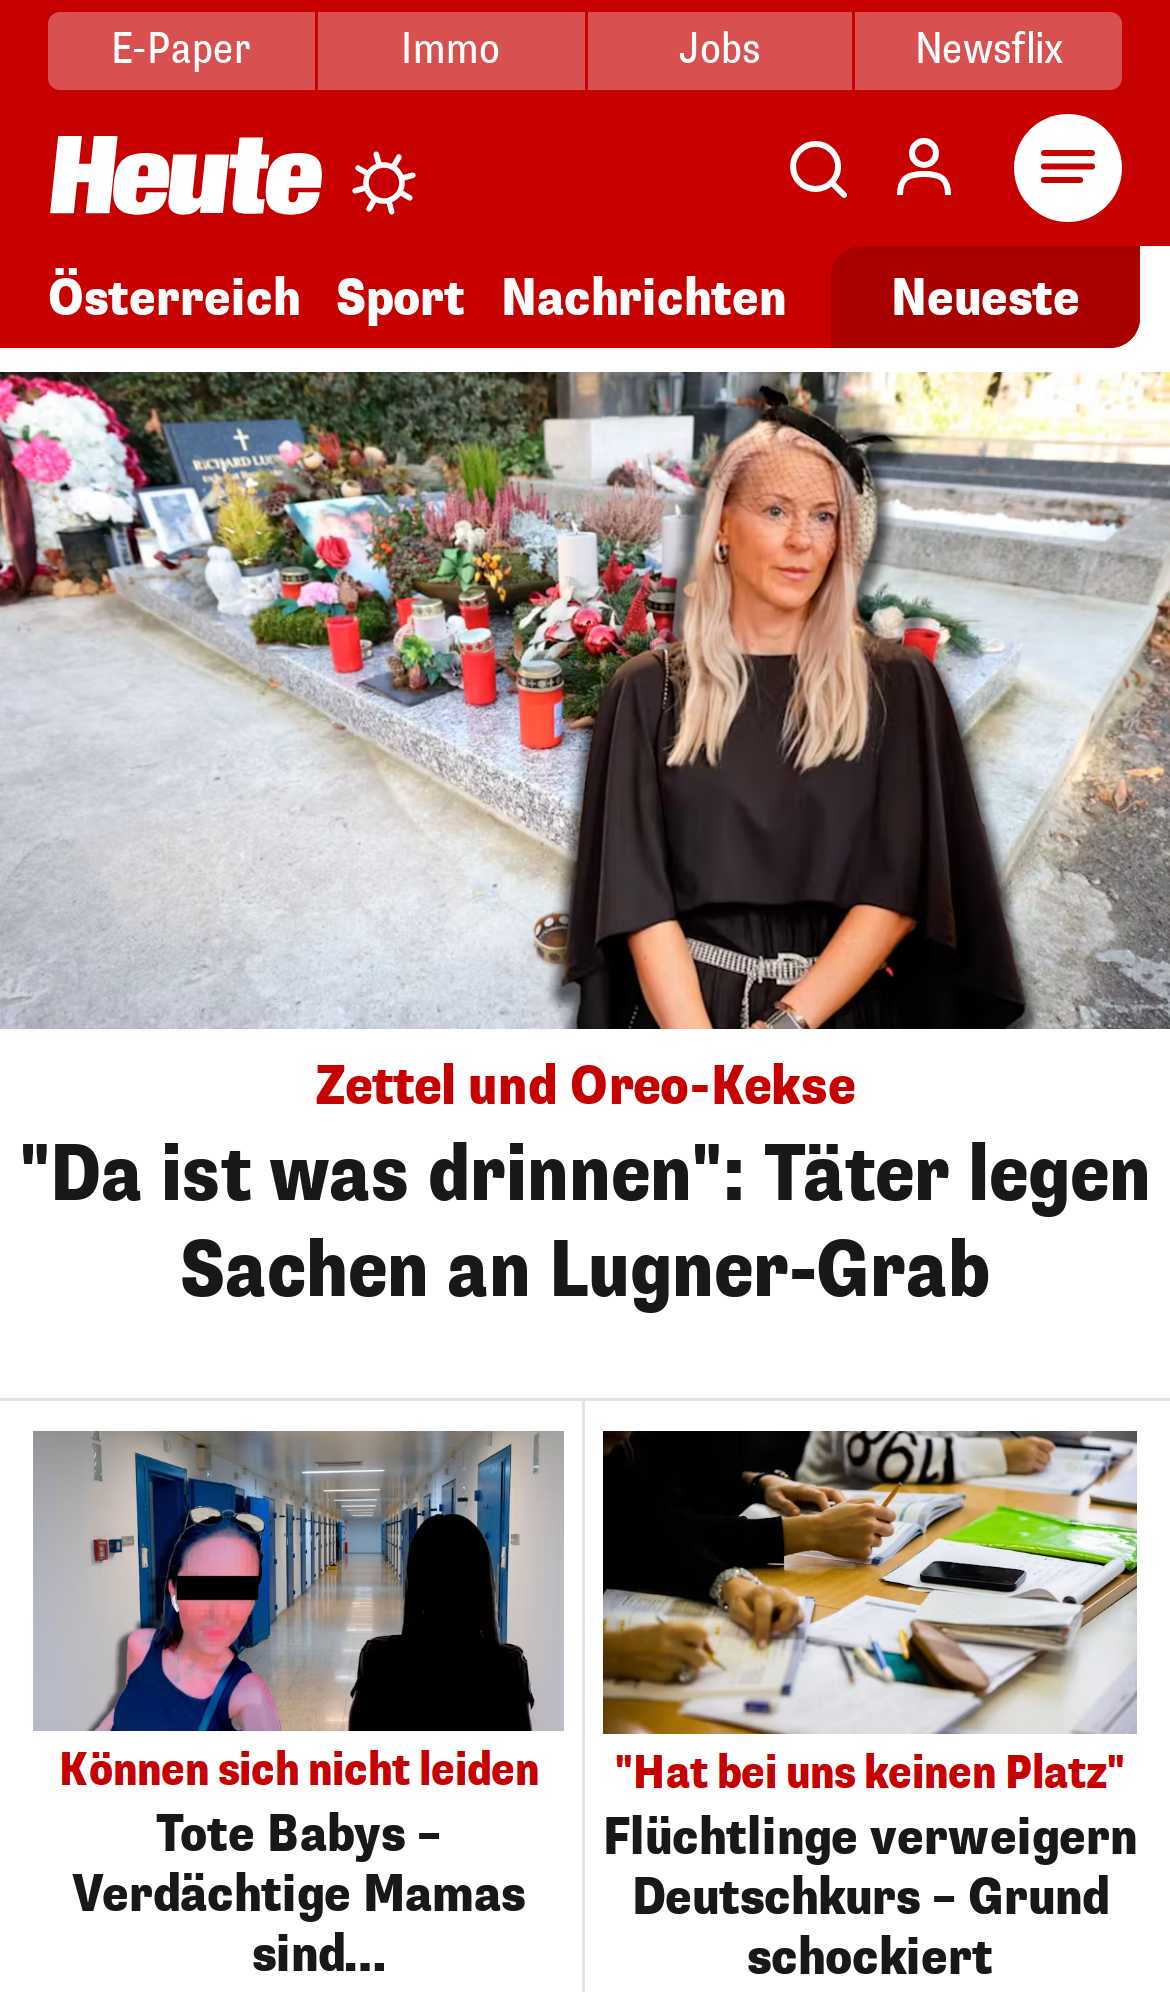 E-Paper
Immo
Jobs
Newsflix
Heute
Österreich
Sport
Nachrichten
Neueste
RICHARD
Zettel und Oreo-Kekse
"Da ist was drinnen": Täter legen
Sachen an Lugner-Grab
1998
Können sich nicht leiden
Tote Babys –
Verdächtige Mamas
sind...
"Hat bei uns keinen Platz"
Flüchtlinge verweigern
Deutschkurs – Grund
schockiert